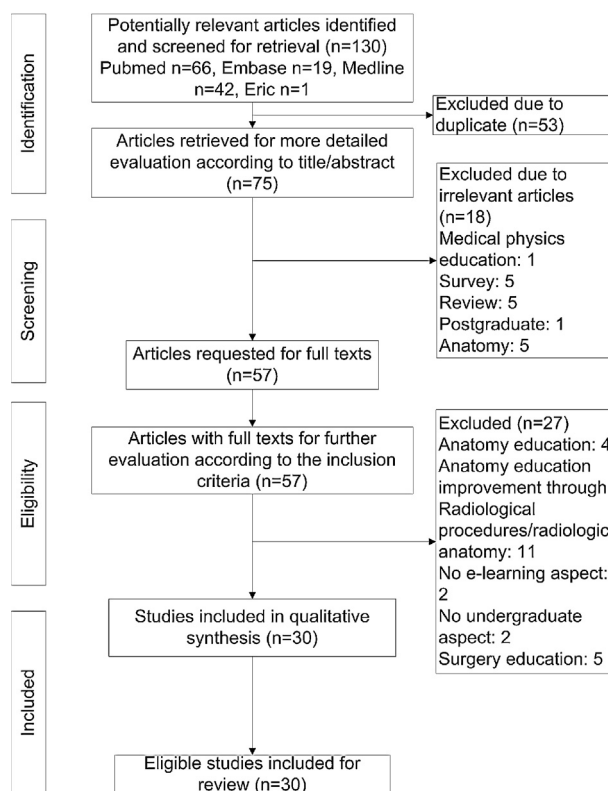 Identification
Potentially relevant articles identified
and screened for retrieval (n=130)
Pubmed n=66, Embase n=19, Medline
n=42, Eric n=1
Excluded due to
duplicate (n=53)
Articles retrieved for more detailed
evaluation according to title/abstract
(n=75)
Excluded due to
irrelevant articles
(n=18)
Medical physics
education: 1
Survey: 5
Review: 5
Postgraduate: 1
Anatomy: 5
Screening
Articles requested for full texts
(n=57)
Eligibility
Articles with full texts for further
evaluation according to the inclusion
criteria (n=57)
Excluded (n=27)
Anatomy education: 4
Anatomy education
improvement through
Radiological
procedures/radiologic
anatomy: 11
No e-learning aspect:
2
No undergraduate
aspect: 2
Surgery education: 5
Included
Studies included in qualitative
synthesis (n=30)
Eligible studies included for
review (n=30)